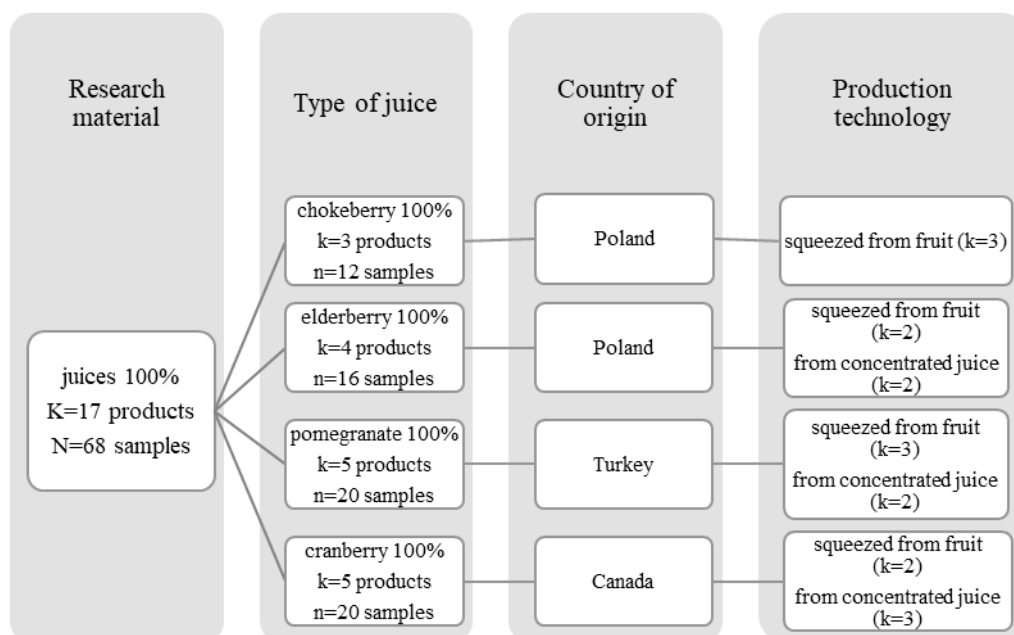 Research
material
Type of juice
Country of
origin
Production
technology
juices 100%
K=17 products
N=68 samples
chokeberry 100%
k=3 products
n=12 samples
Poland
squeezed from fruit (k=3)
elderberry 100%
k=4 products
n=16 samples
Poland
squeezed from fruit
(k=2)
from concentrated juice
(k=2)
pomegranate 100%
k=5 products
n=20 samples
Turkey
squeezed from fruit
(k=3)
from concentrated juice
(k=2)
cranberry 100%
k=5 products
n=20 samples
Canada
squeezed from fruit
(k=2)
from concentrated juice
(k=3)